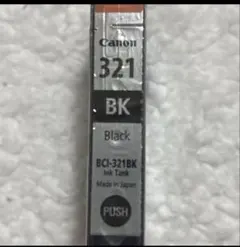 Canon
321
BK
Black
BCI-321BK
Ink Tank
Made in Japan
PUSH